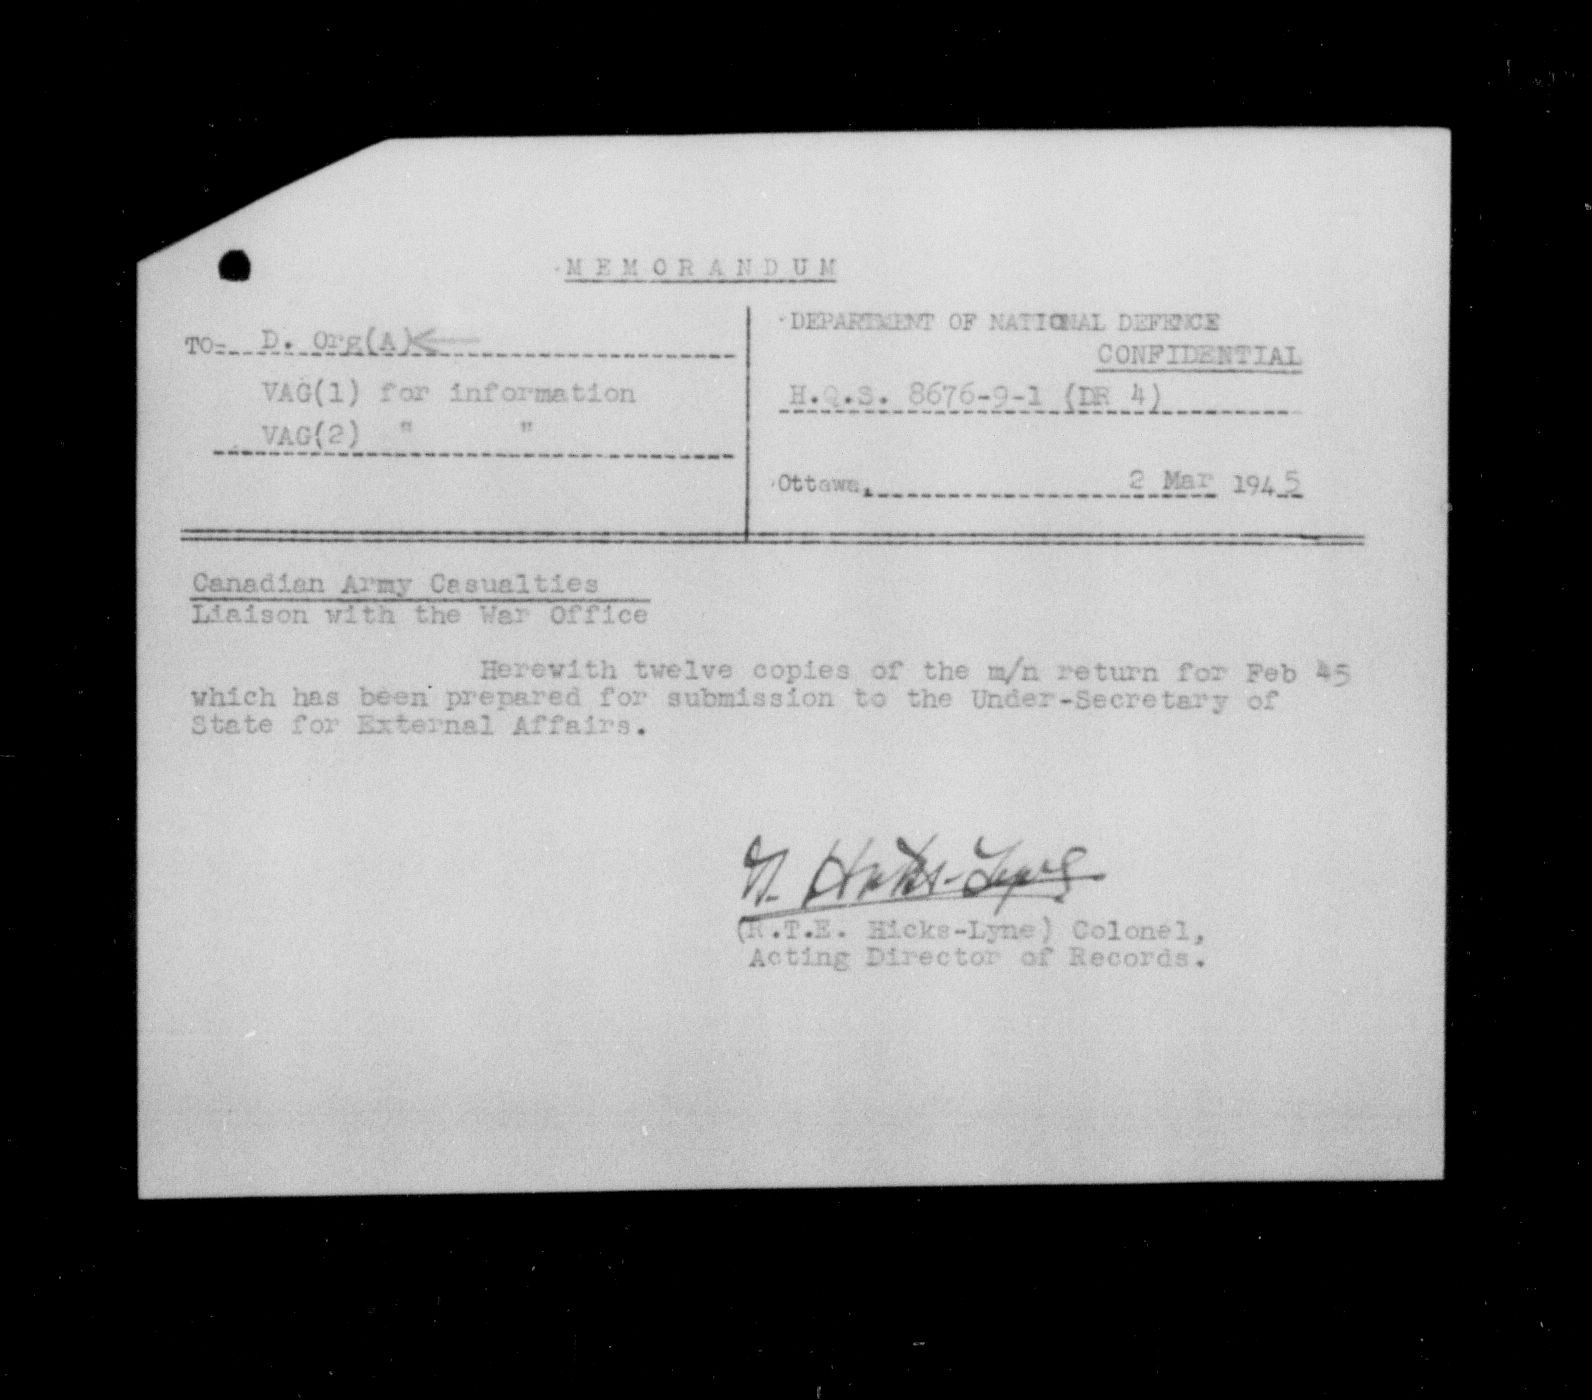 MEMORANDUM
TO- D. Org(A)
VAG(1) for information
VAG(2) " "
DEPARTMENT OF NATIONAL DEFENCE
CONFIDENTIAL
H.Q.S. 8676-9-1 (DR 4)
Ottawa, 2 Mar 1945
Canadian Army Casualties
Liaison with the War Office
Herewith twelve copies of the m/n return for Feb 45
which has been prepared for submission to the Under-Secretary of
State for External Affairs.
Hicks-Lyne
(R.T.E. Hicks-Lyne) Colonel,
Acting Director of Records.